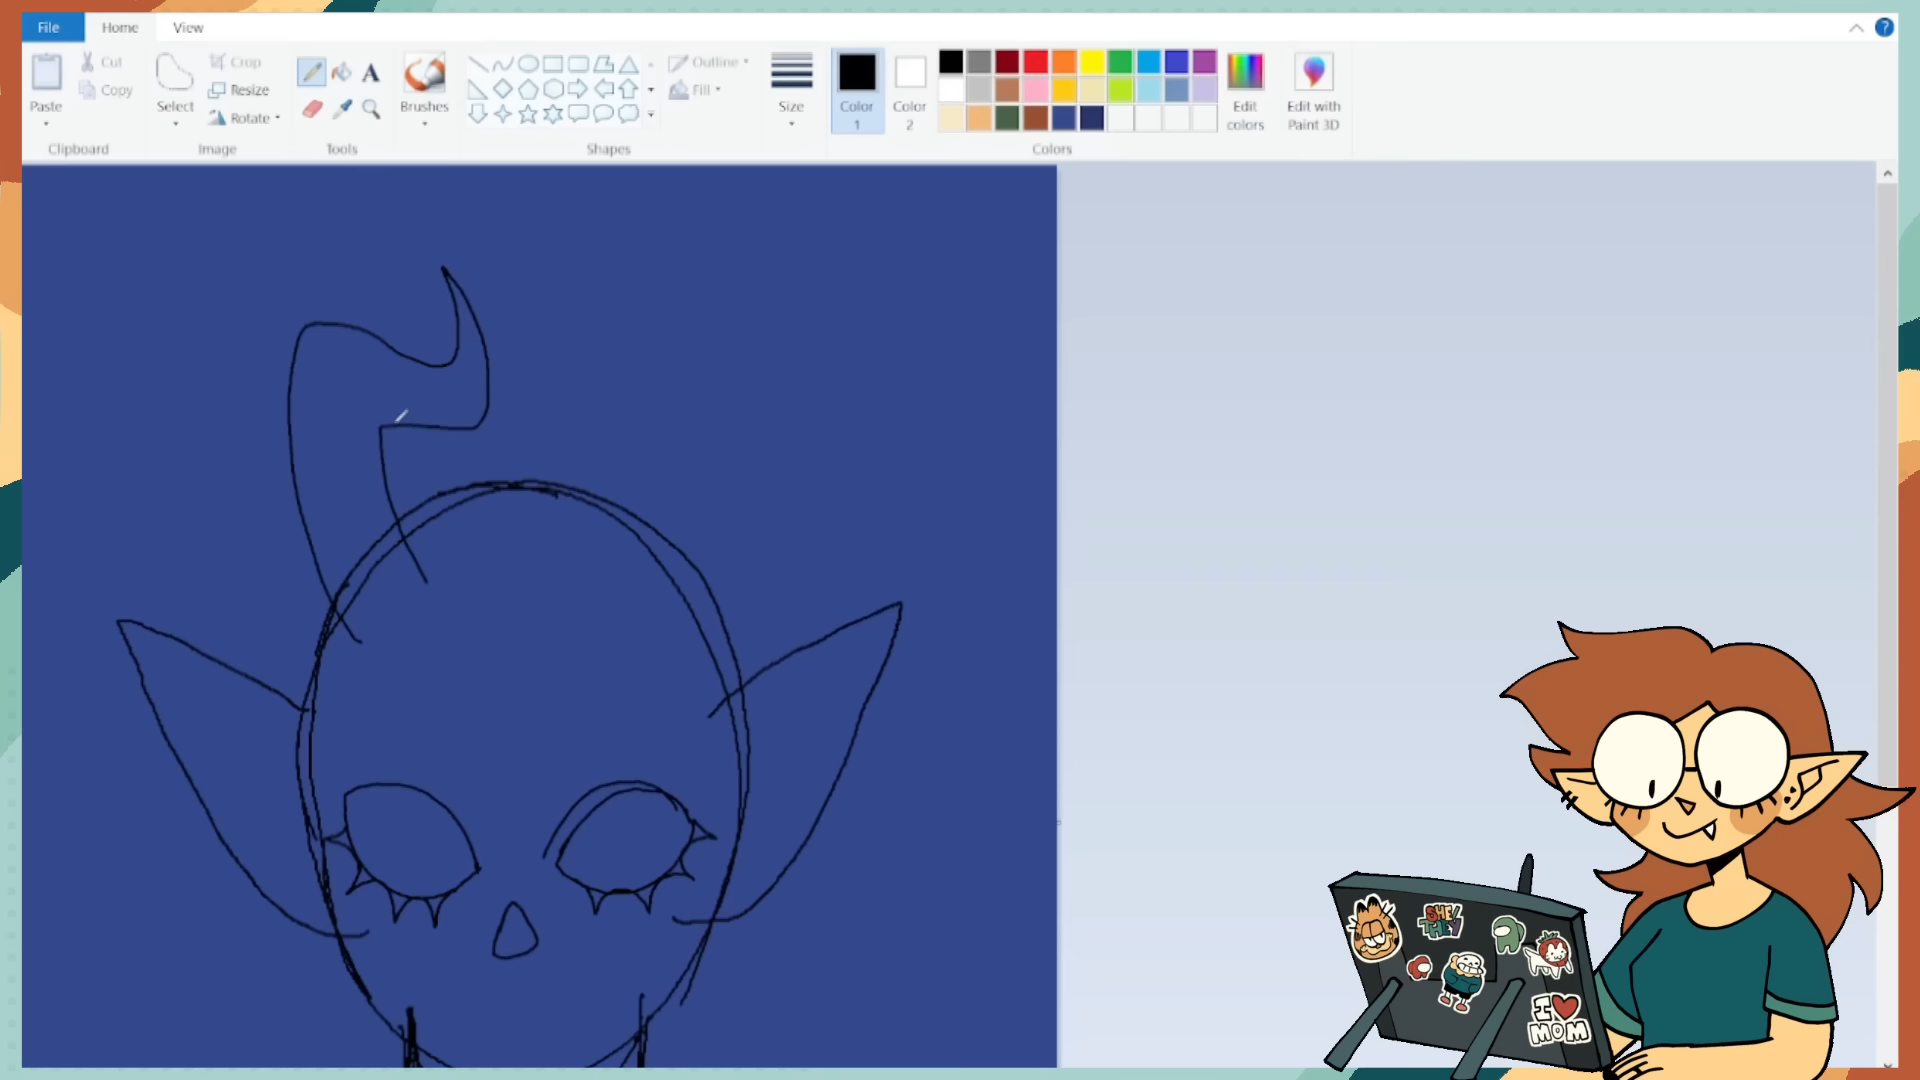 File Home View
Paste Cut Copy
Clipboard
Select Crop Resize Rotate
Image
A
Tools
Brushes
Outline Fill
Shapes
Size
Color 1
Color 2
Edit colors
Edit with Paint 3D
Colors
?
SHE/
THEY
I
MOM